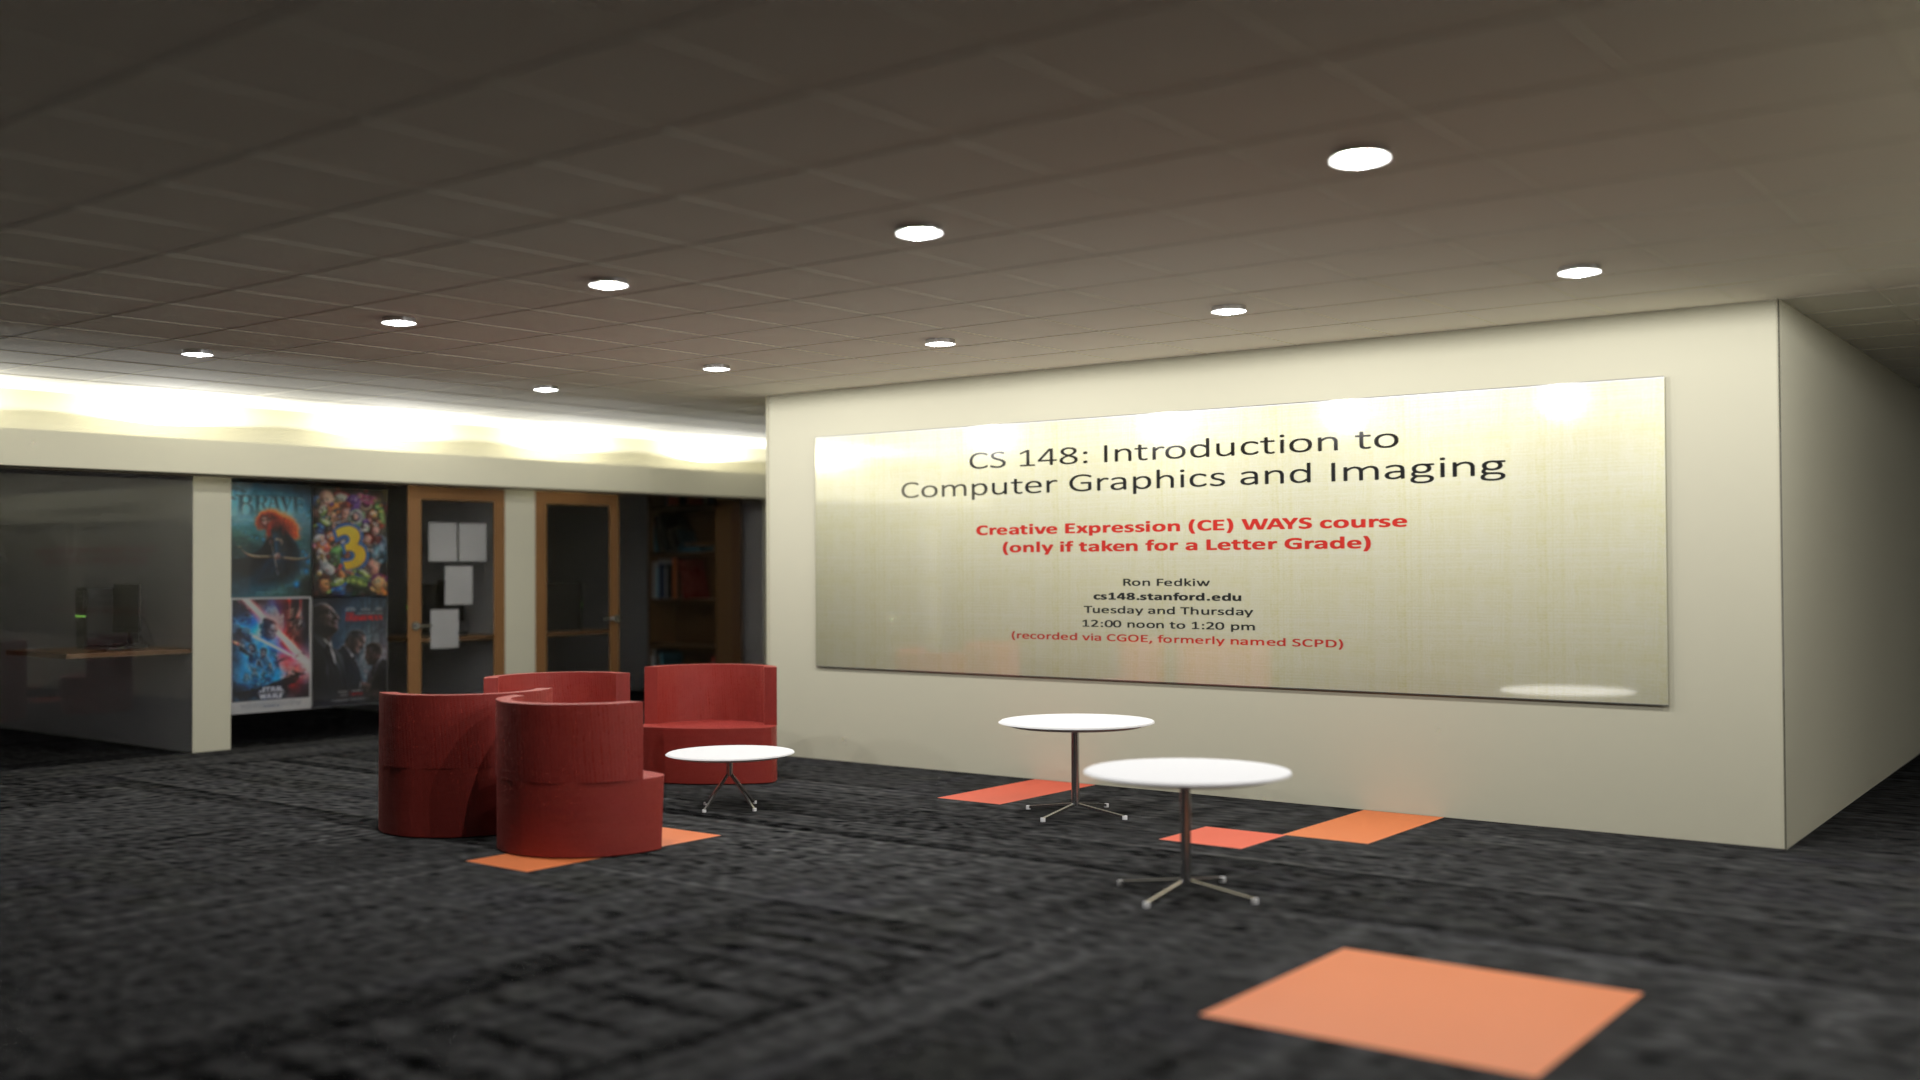 BRAVE
3
STAR
WARS
CS 148: Introduction to
Computer Graphics and Imaging
Creative Expression (CE) WAYS course
(only if taken for a Letter Grade)
Ron Fedkiw
cs148.stanford.edu
Tuesday and Thursday
12:00 noon to 1:20 pm
(recorded via CGOE, formerly named SCPD)